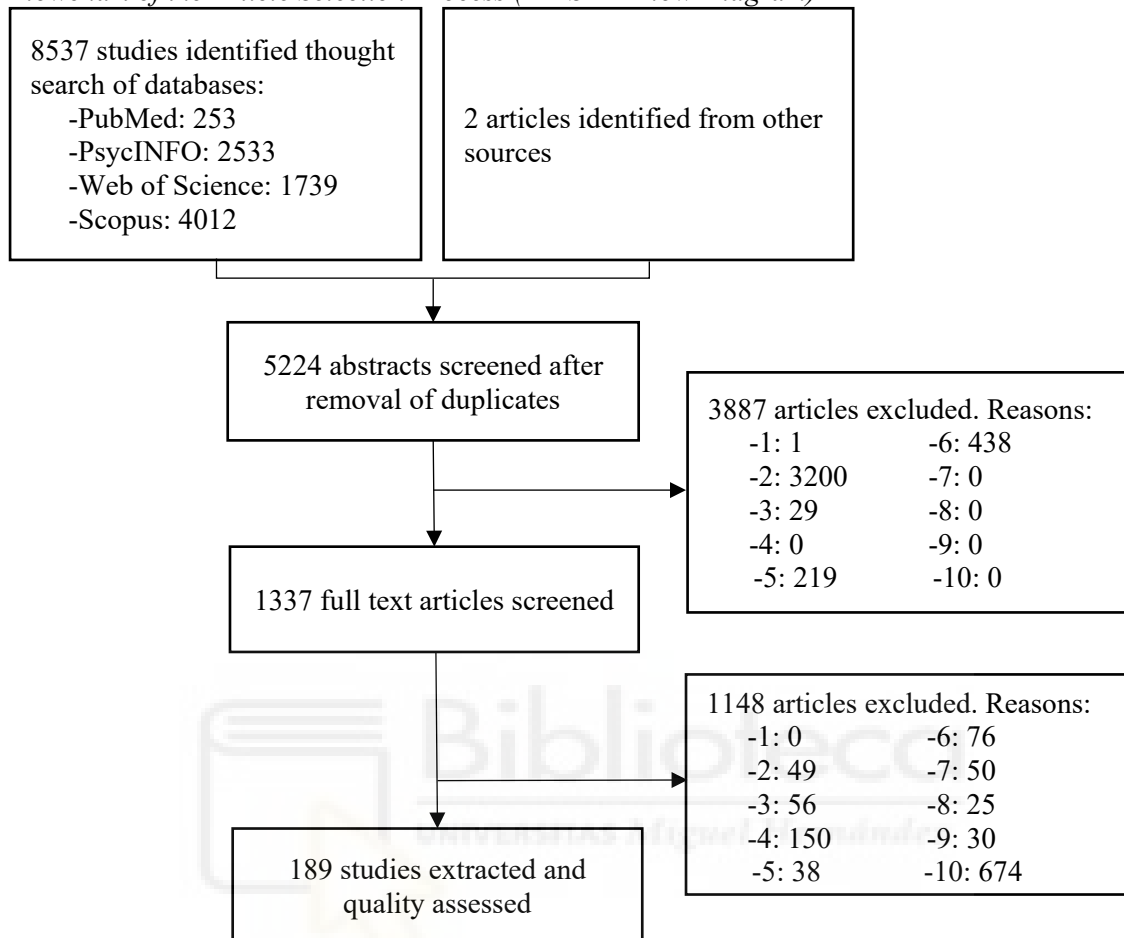 8537 studies identified thought
search of databases:
-PubMed: 253
-PsycINFO: 2533
-Web of Science: 1739
-Scopus: 4012
2 articles identified from other
sources
5224 abstracts screened after
removal of duplicates
3887 articles excluded. Reasons:
-1: 1 -6: 438
-2: 3200 -7: 0
-3: 29 -8: 0
-4: 0 -9: 0
-5: 219 -10: 0
1337 full text articles screened
1148 articles excluded. Reasons:
-1: 0 -6: 76
-2: 49 -7: 50
-3: 56 -8: 25
-4: 150 -9: 30
-5: 38 -10: 674
Biblioteca
UNIVERSITAS Miguel Hernández
189 studies extracted and
quality assessed